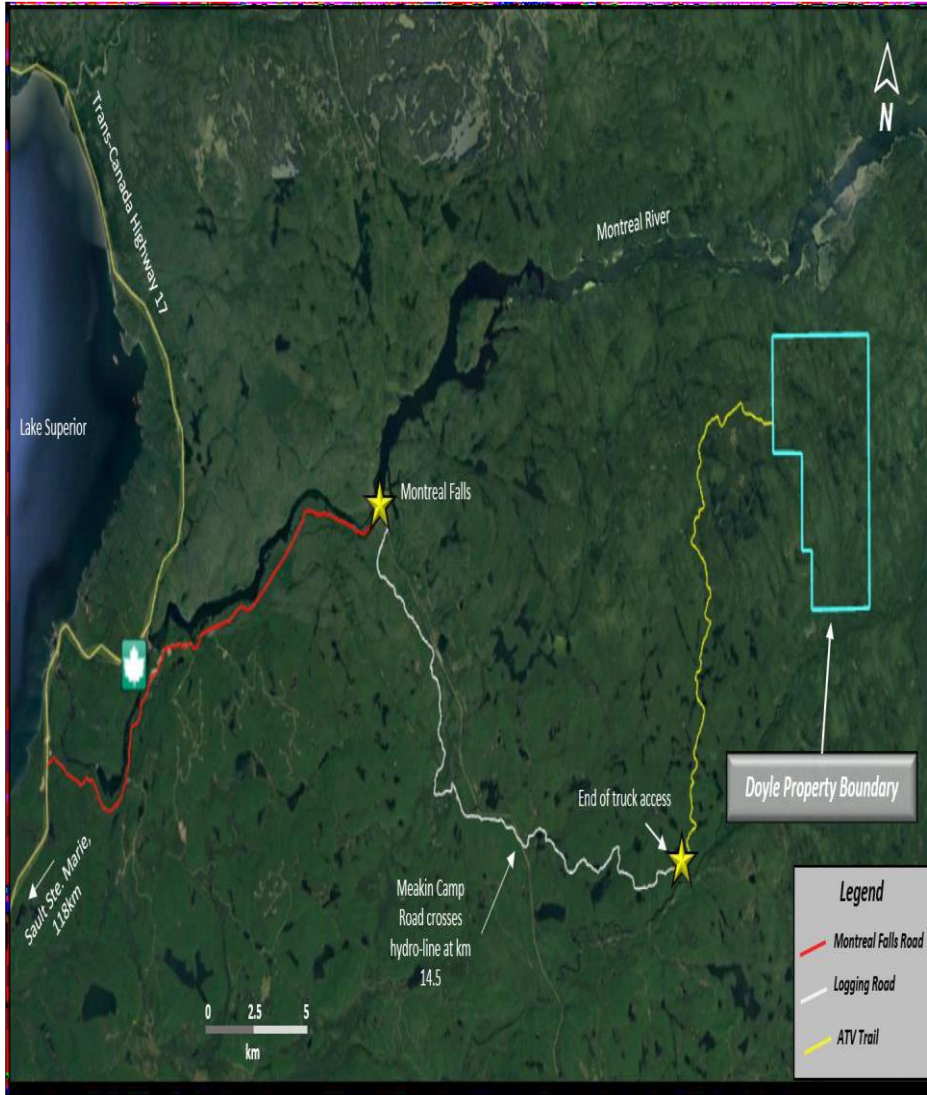 N
Trans-Canada Highway 17
Montreal River
Lake Superior
Montreal Falls
End of truck access
Doyle Property Boundary
Sault Ste. Marie,
118km
Meakin Camp
Road crosses
hydro-line at km
14.5
0 2.5 5
km
Legend
Montreal Falls Road
Logging Road
ATV Trail